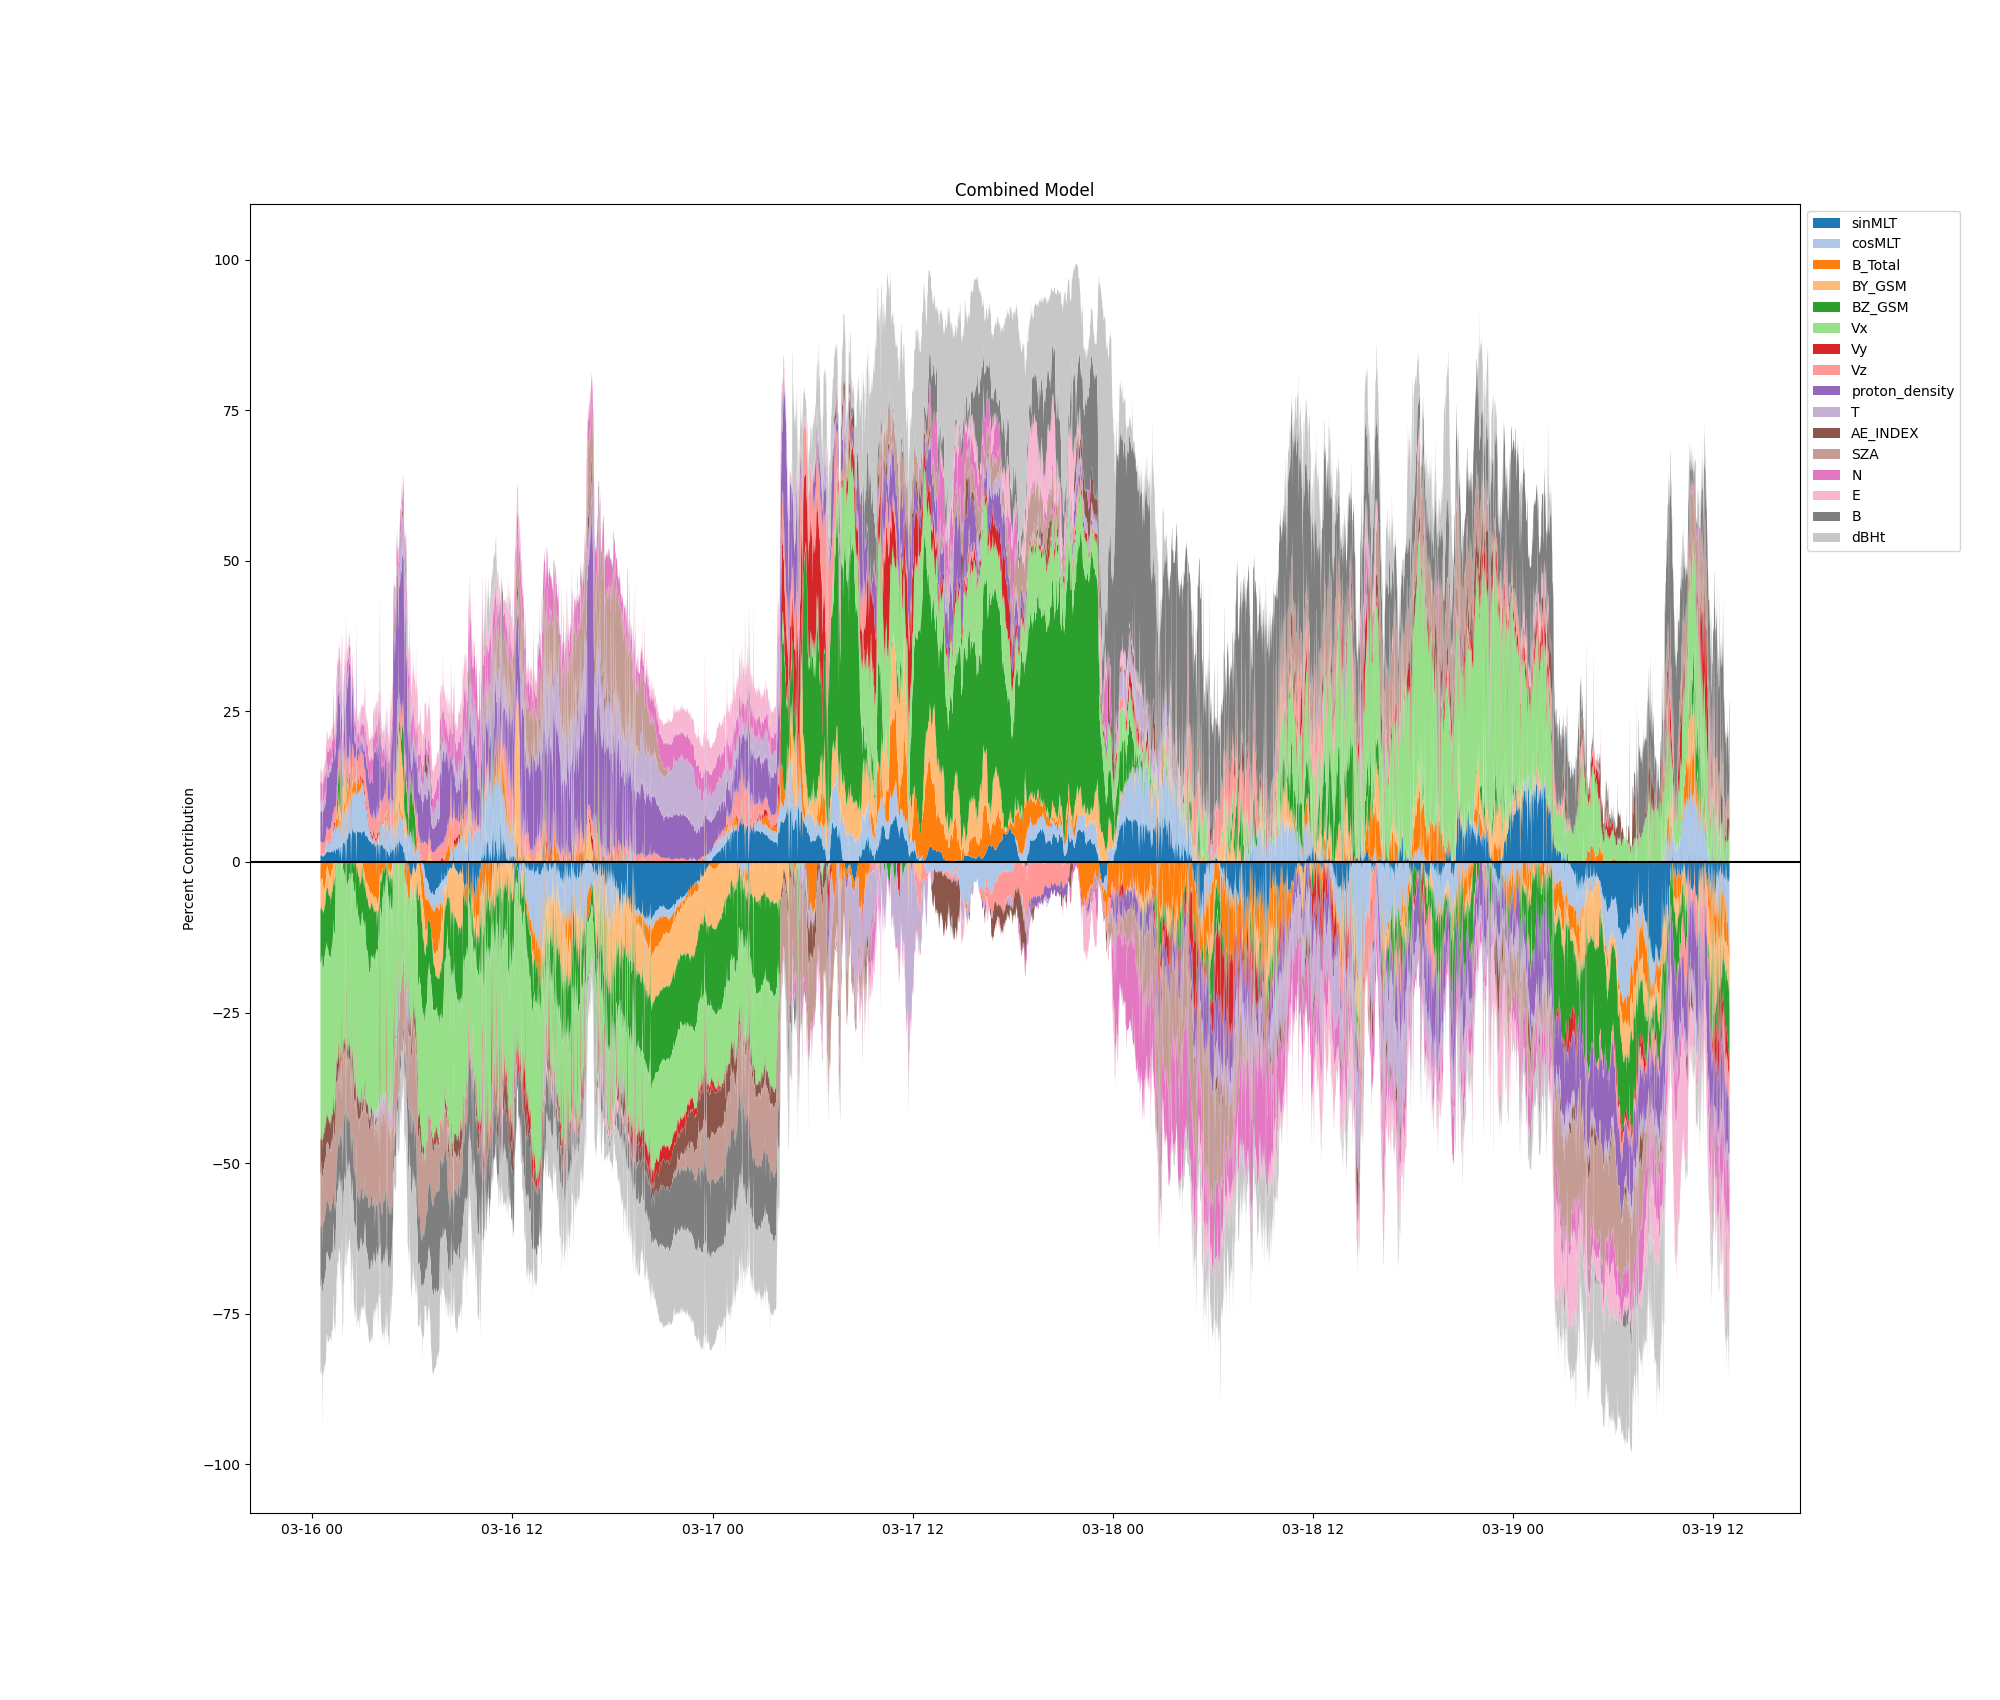 Combined Model
Percent Contribution
100
75
50
25
0
−25
−50
−75
−100
03-16 00
03-16 12
03-17 00
03-17 12
03-18 00
03-18 12
03-19 00
03-19 12
sinMLT
cosMLT
B_Total
BY_GSM
BZ_GSM
Vx
Vy
Vz
proton_density
T
AE_INDEX
SZA
N
E
B
dBHt